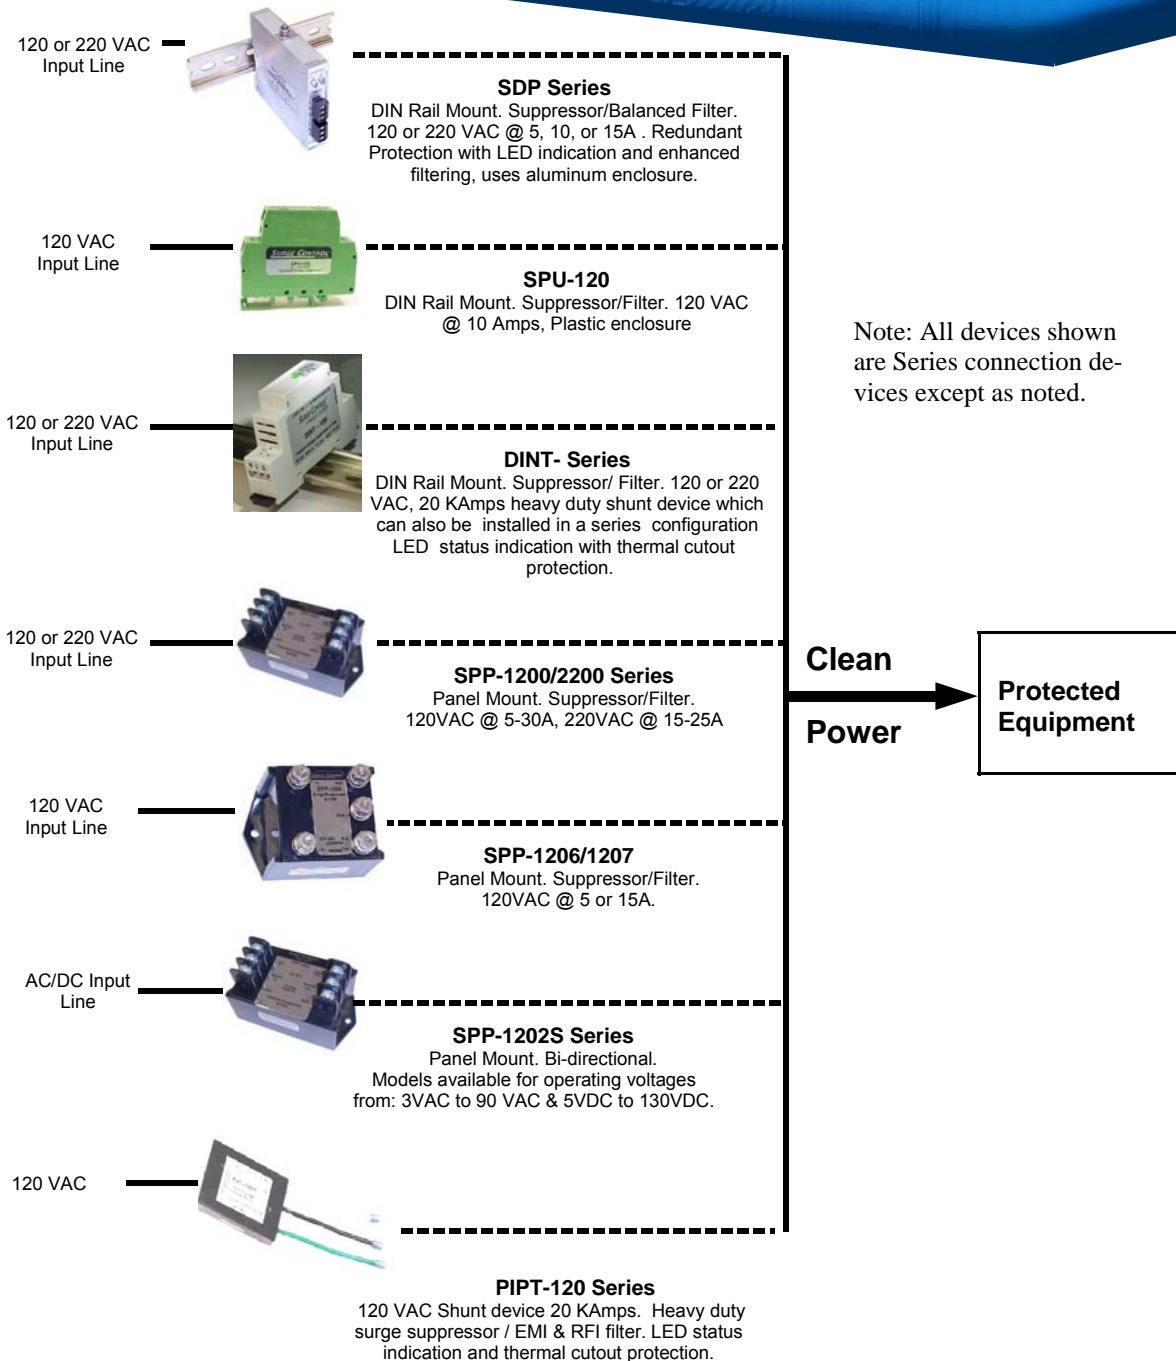 120 or 220 VAC
Input Line
SDP Series
DIN Rail Mount. Suppressor/Balanced Filter.
120 or 220 VAC @ 5, 10, or 15A . Redundant
Protection with LED indication and enhanced
filtering, uses aluminum enclosure.
120 VAC
Input Line
SURGE CONTROL
SPU-120
DIN Rail Mount. Suppressor/Filter. 120 VAC
@ 10 Amps, Plastic enclosure
Note: All devices shown
are Series connection de-
vices except as noted.
120 or 220 VAC
Input Line
DINT- Series
DIN Rail Mount. Suppressor/ Filter. 120 or 220
VAC, 20 KAmps heavy duty shunt device which
can also be installed in a series configuration
LED status indication with thermal cutout
protection.
120 or 220 VAC
Input Line
SPP-1200/2200 Series
Panel Mount. Suppressor/Filter.
120VAC @ 5-30A, 220VAC @ 15-25A
Clean
Power
Protected
Equipment
120 VAC
Input Line
SPP-1206/1207
Panel Mount. Suppressor/Filter.
120VAC @ 5 or 15A.
AC/DC Input
Line
SPP-1202S Series
Panel Mount. Bi-directional.
Models available for operating voltages
from: 3VAC to 90 VAC & 5VDC to 130VDC.
120 VAC
PIPT-120 Series
120 VAC Shunt device 20 KAmps. Heavy duty
surge suppressor / EMI & RFI filter. LED status
indication and thermal cutout protection.